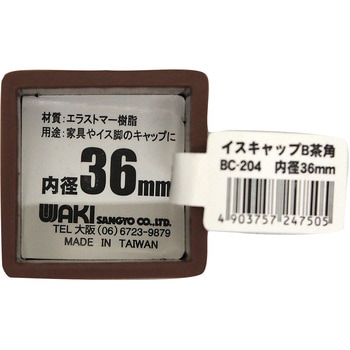 材質：エラストマー樹脂
用途：家具やイス脚のキャップに
内径36mm
WAKI SANGYO CO.,LTD.
TEL 大阪 (06) 6723-9879
MADE IN TAIWAN
イスキャップB茶角
BC-204 内径36mm
4903757247505